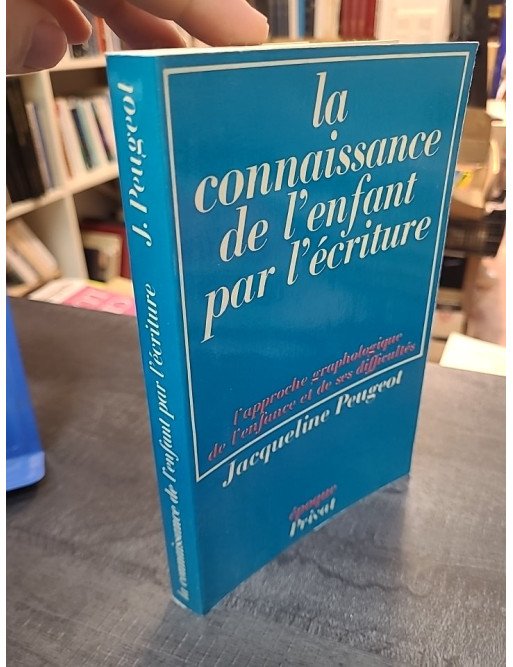 la
connaissance
de l'enfant
par l'écriture
l'approche graphologique
de l'enfance et de ses difficultés
Jacqueline Peugeot
époque
Privat
la connaissance de l'enfant par l'écriture J. Peugeot